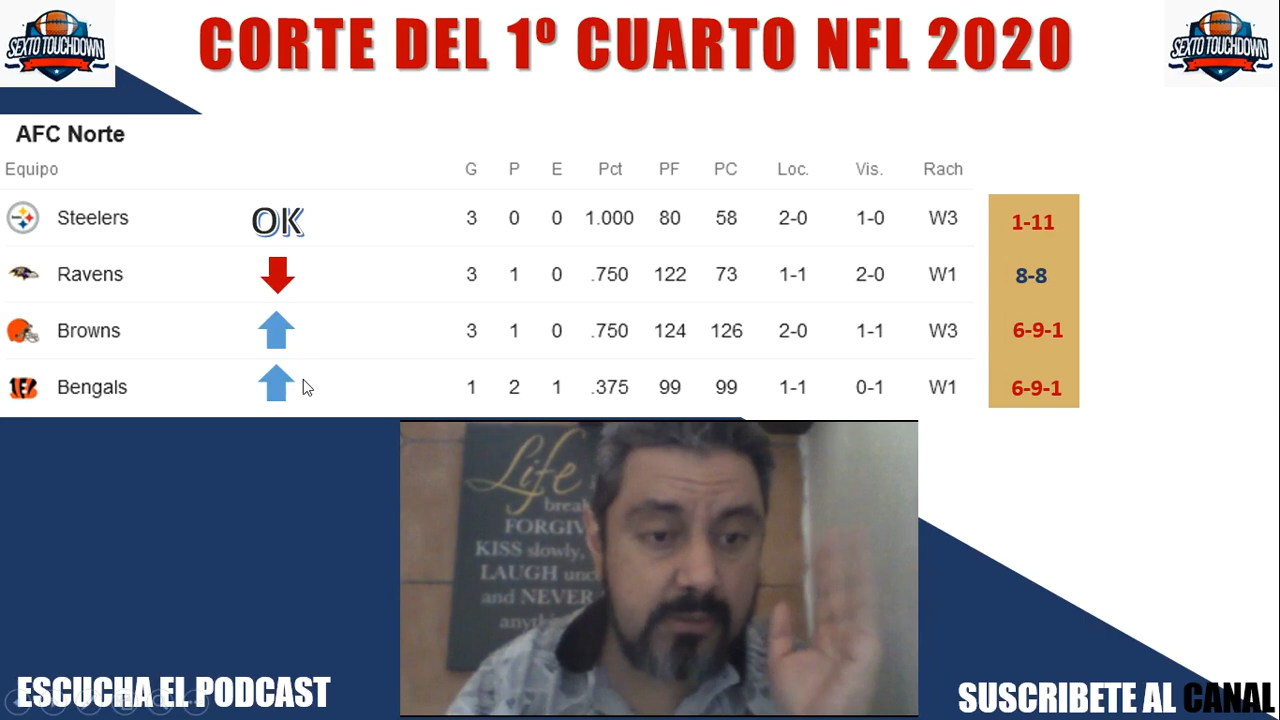 SEXTO TOUCHDOWN
CORTE DEL 1º CUARTO NFL 2020
SEXTO TOUCHDOWN
AFC Norte
Equipo G P E Pct PF PC Loc. Vis. Rach
Steelers OK 3 0 0 1.000 80 58 2-0 1-0 W3 1-11
Ravens 3 1 0 .750 122 73 1-1 2-0 W1 8-8
Browns 3 1 0 .750 124 126 2-0 1-1 W3 6-9-1
Bengals 1 2 1 .375 99 99 1-1 0-1 W1 6-9-1
Life
FORGIV
KISS slowly,
LAUGH
and NEVER
ESCUCHA EL PODCAST
SUSCRIBETE AL CANAL